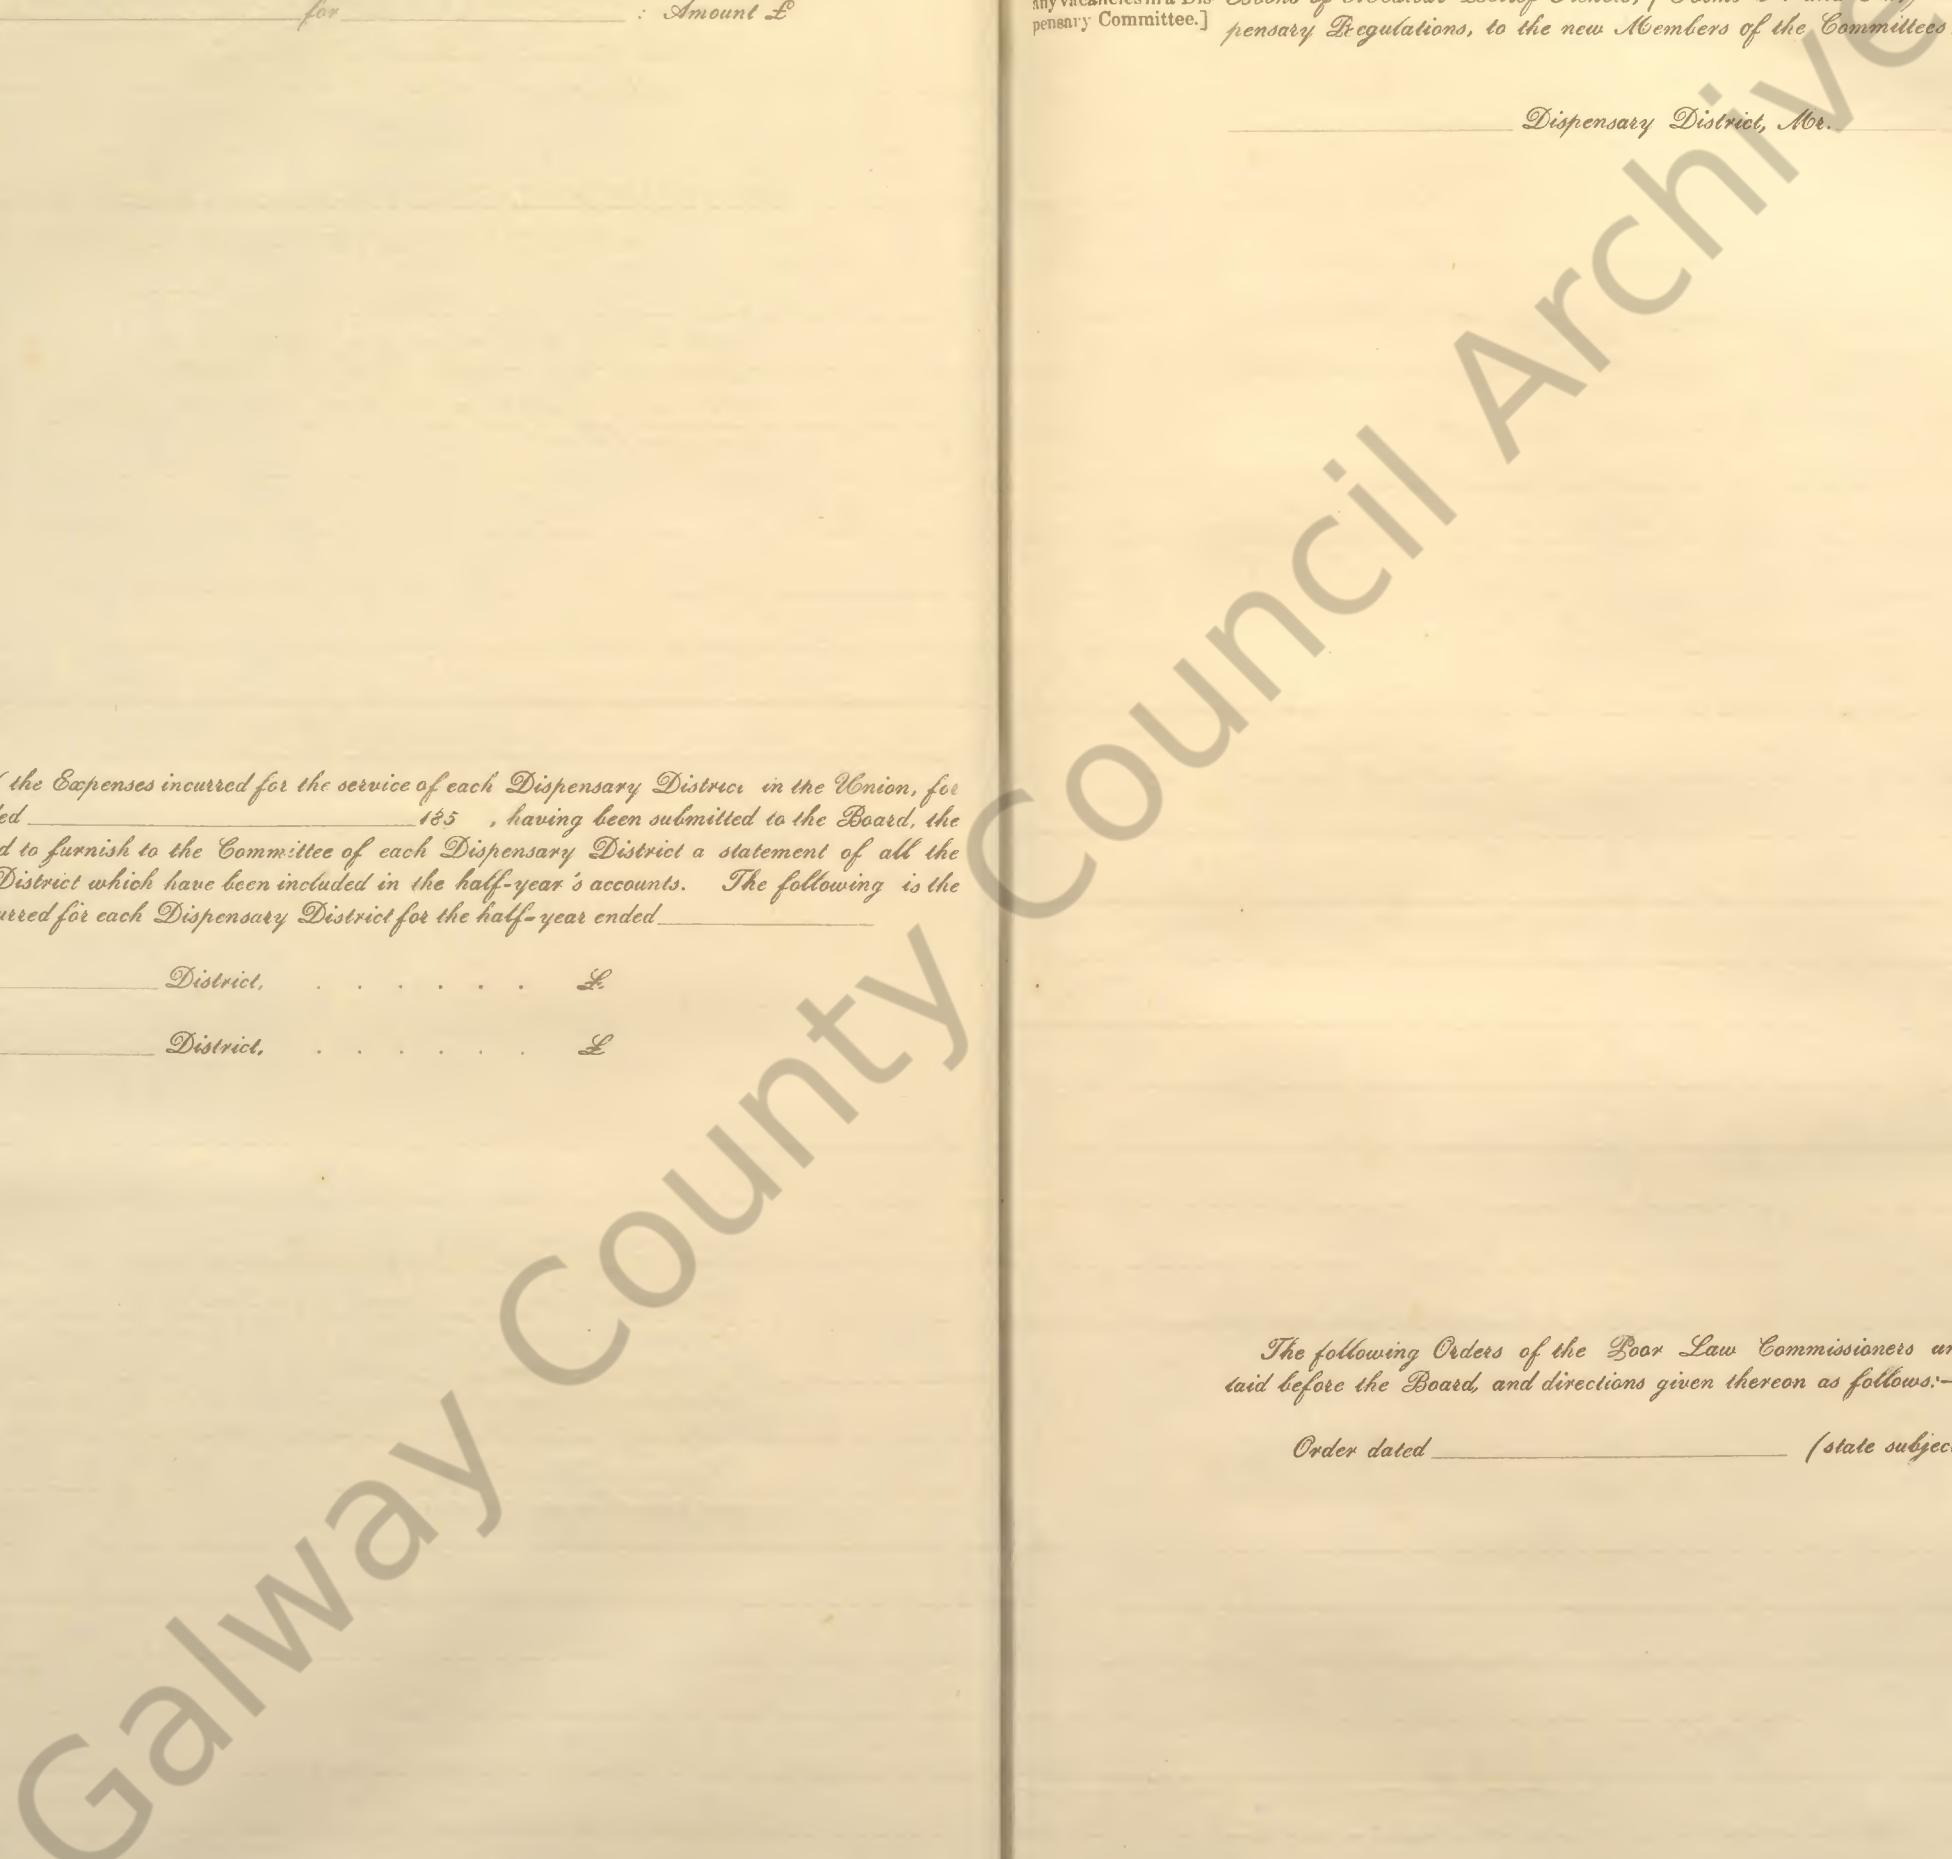 for : Amount £
the Expenses incurred for the service of each Dispensary District in the Union, for
ed 185 , having been submitted to the Board, the
d to furnish to the Committee of each Dispensary District a statement of all the
District which have been included in the half-year's accounts. The following is the
urred for each Dispensary District for the half-year ended
District, . . . . . . £
District, . . . . . . £
any vacancies in a Dis-
pensary Committee.]
pensary Regulations, to the new Members of the Committees
Dispensary District, Mr.
The following Orders of the Poor Law Commissioners
laid before the Board, and directions given thereon as follows:—
Order dated (state subjec
Galway County Council Archive